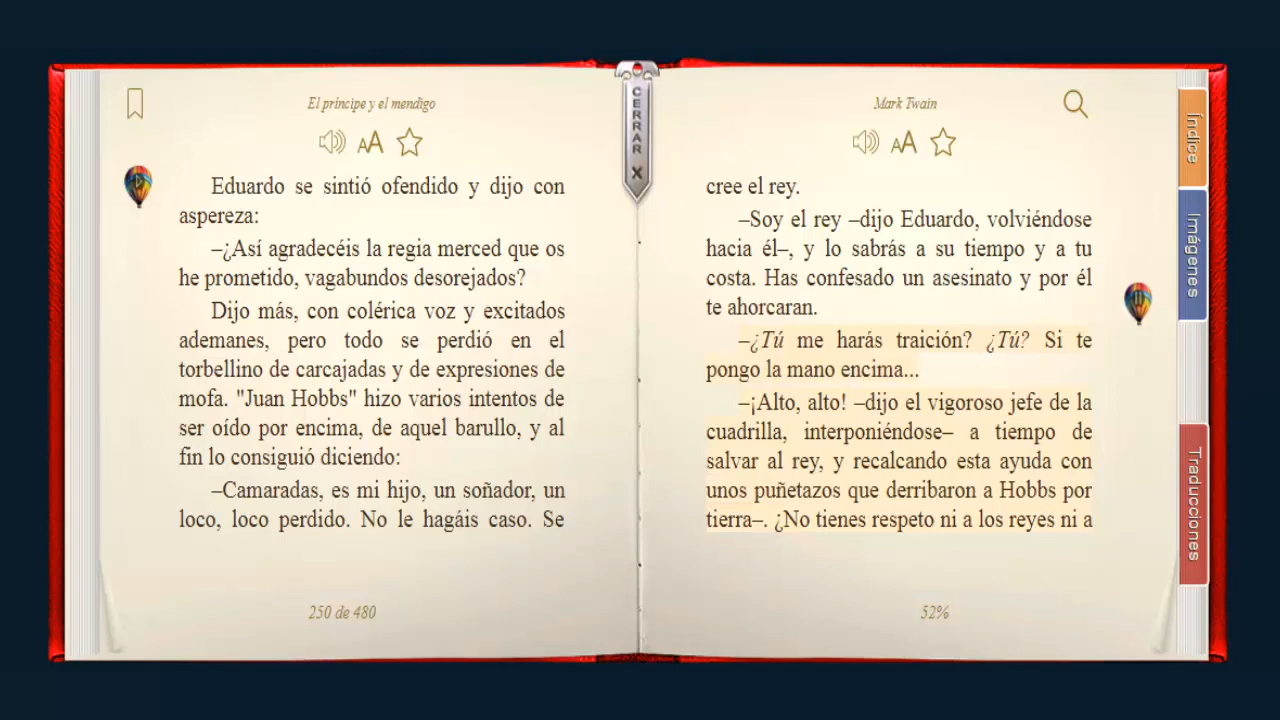 El príncipe y el mendigo
AA
Eduardo se sintió ofendido y dijo con
aspereza:
–¿Así agradecéis la regia merced que os
he prometido, vagabundos desorejados?
Dijo más, con colérica voz y excitados
ademanes, pero todo se perdió en el
torbellino de carcajadas y de expresiones de
mofa. "Juan Hobbs" hizo varios intentos de
ser oído por encima, de aquel barullo, y al
fin lo consiguió diciendo:
–Camaradas, es mi hijo, un soñador, un
loco, loco perdido. No le hagáis caso. Se
250 de 480
CERRAR X
Mark Twain
AA
cree el rey.
–Soy el rey –dijo Eduardo, volviéndose
hacia él–, y lo sabrás a su tiempo y a tu
costa. Has confesado un asesinato y por él
te ahorcaran.
–¿Tú me harás traición? ¿Tú? Si te
pongo la mano encima...
–¡Alto, alto! –dijo el vigoroso jefe de la
cuadrilla, interponiéndose– a tiempo de
salvar al rey, y recalcando esta ayuda con
unos puñetazos que derribaron a Hobbs por
tierra–. ¿No tienes respeto ni a los reyes ni a
52%
Índice
Imágenes
Traducciones